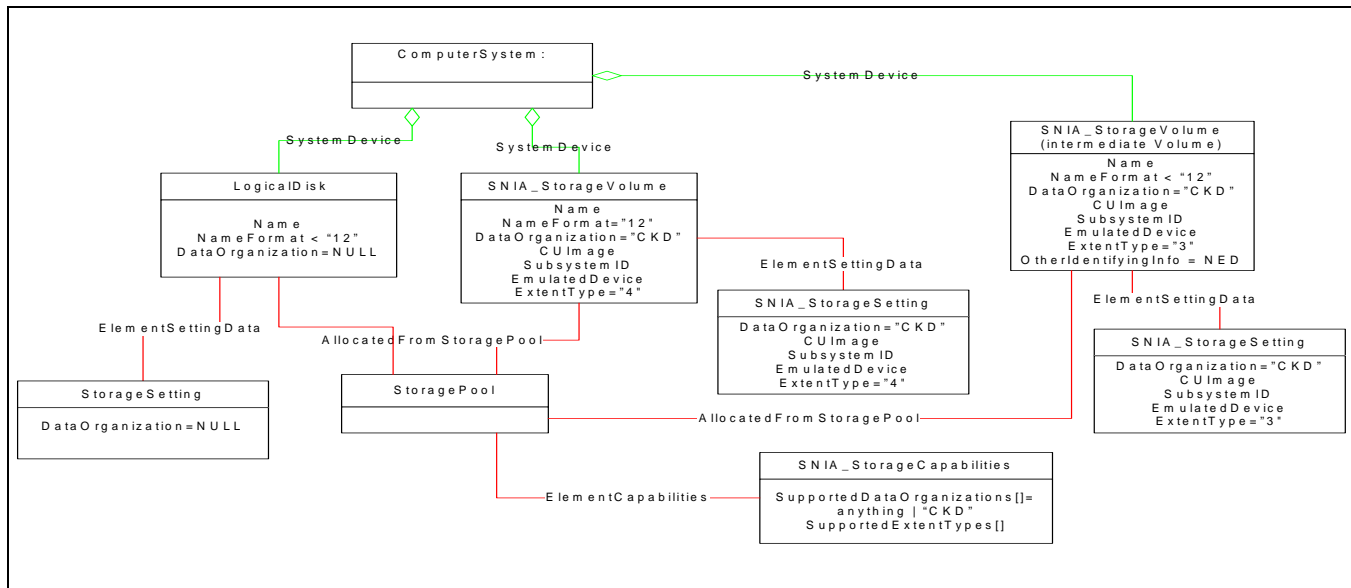 ComputerSystem:
SystemDevice
SystemDevice
SystemDevice
SNIA_StorageVolume
(intermediate Volume)
Name
NameFormat < “12”
DataOrganization=”CKD”
CUImage
SubsystemID
EmulatedDevice
ExtentType=”3”
OtherIdentifyingInfo = NED
LogicalDisk
Name
NameFormat < “12”
DataOrganization=NULL
SNIA_StorageVolume
Name
NameFormat=”12"
DataOrganization=”CKD”
CUImage
SubsystemID
EmulatedDevice
ExtentType=”4"
ElementSettingData
SNIA_StorageSetting
DataOrganization=”CKD”
CUImage
SubsystemID
EmulatedDevice
ExtentType=”4"
ElementSettingData
SNIA_StorageSetting
DataOrganization=”CKD”
CUImage
SubsystemID
EmulatedDevice
ExtentType=”3"
ElementSettingData
AllocatedFromStoragePool
StorageSetting
DataOrganization=NULL
StoragePool
AllocatedFromStoragePool
ElementCapabilities
SNIA_StorageCapabilities
SupportedDataOrganizations[]=
anything | “CKD”
SupportedExtentTypes[]